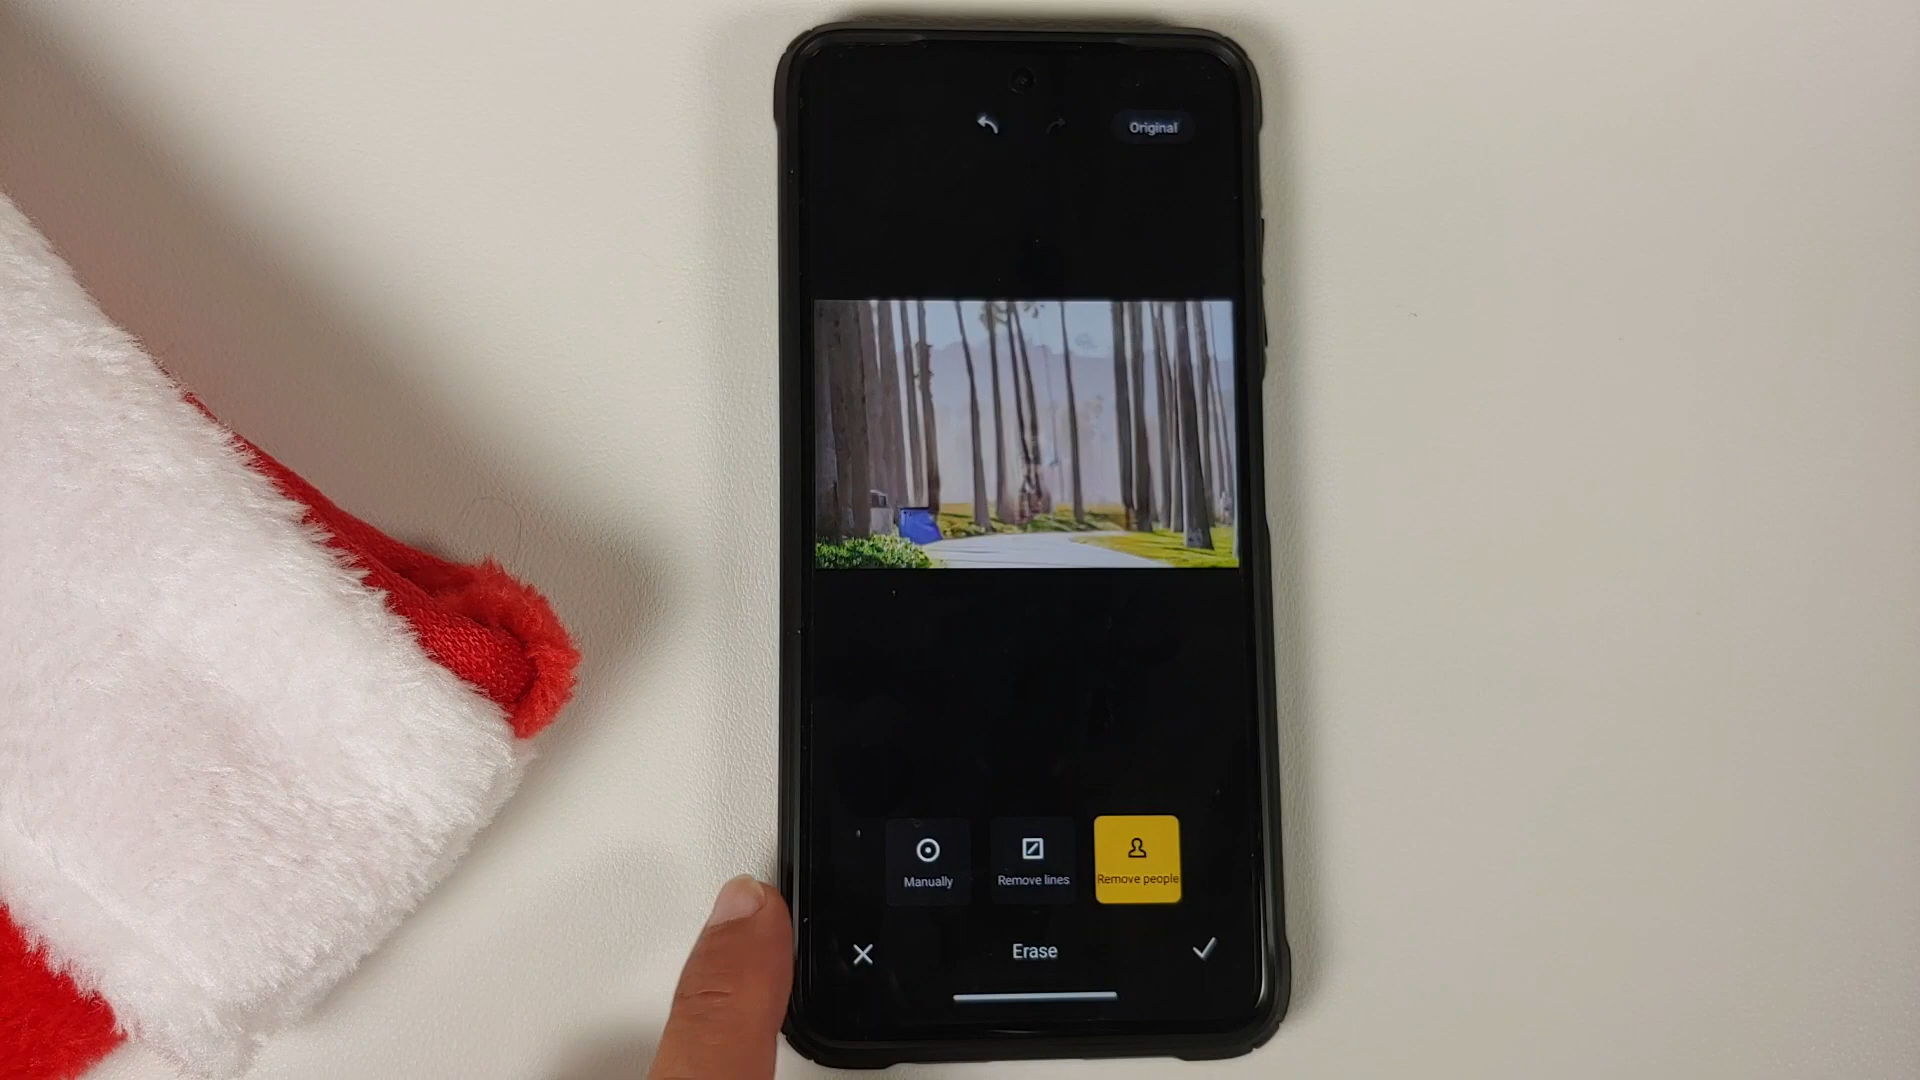 Original
Manually
Remove lines
Remove people
Erase